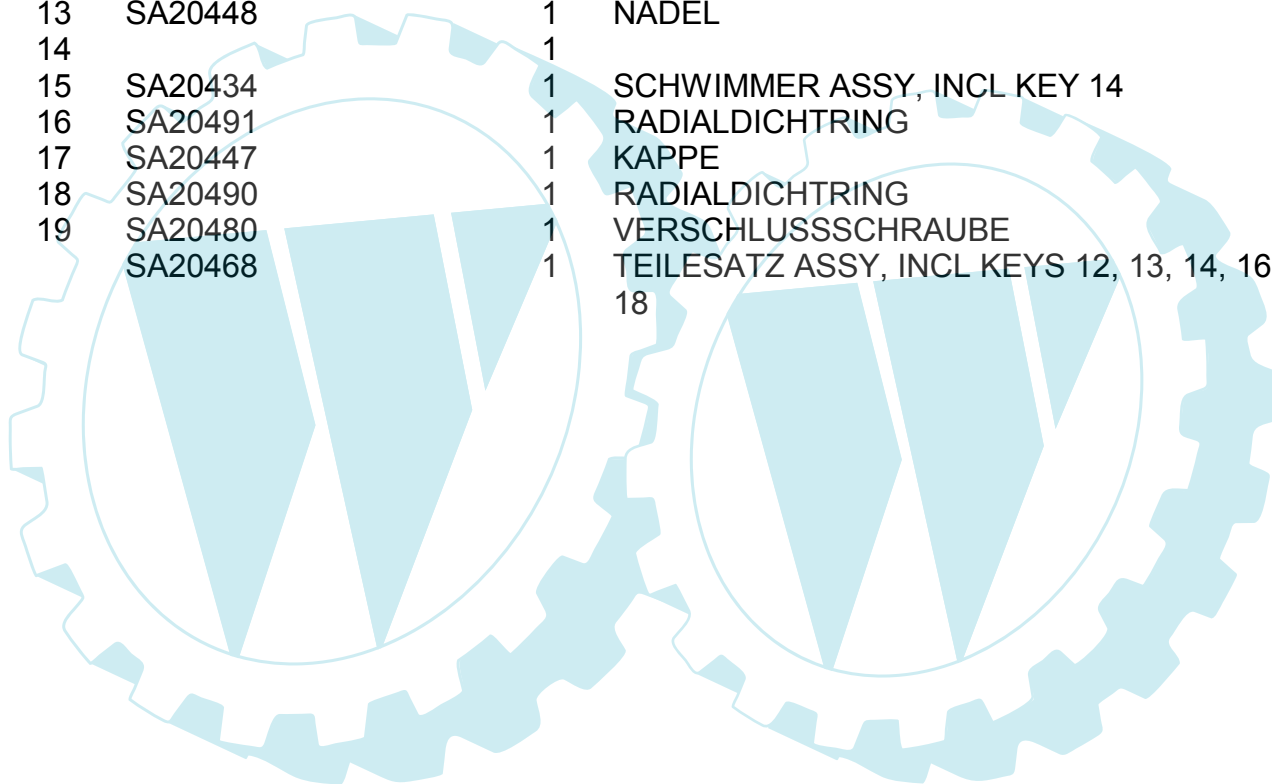 13 SA20448 1 NADEL
14 1
15 SA20434 1 SCHWIMMER ASSY, INCL KEY 14
16 SA20491 1 RADIALDICHTRING
17 SA20447 1 KAPPE
18 SA20490 1 RADIALDICHTRING
19 SA20480 1 VERSCHLUSSSCHRAUBE
SA20468 1 TEILESATZ ASSY, INCL KEYS 12, 13, 14, 16
18